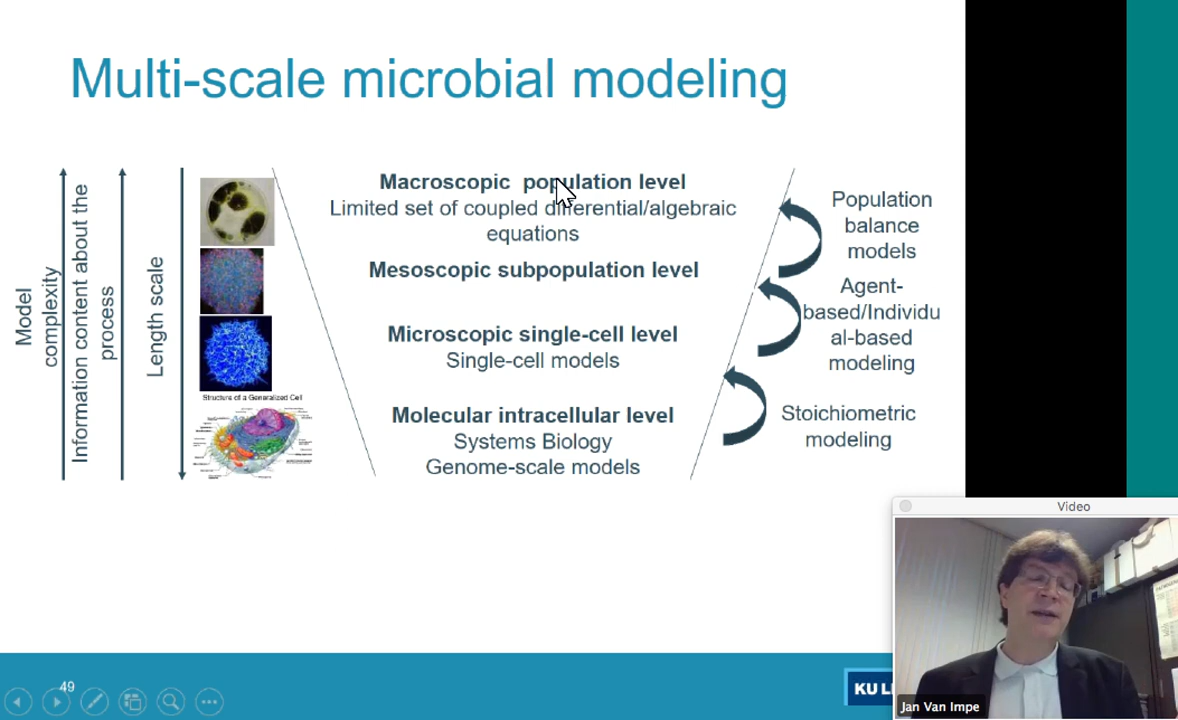 Multi-scale microbial modeling
Model
complexity
Information content about the
process
Length scale
Structure of a Generalized Cell
Macroscopic population level
Limited set of coupled differential/algebraic
equations
Mesoscopic subpopulation level
Microscopic single-cell level
Single-cell models
Molecular intracellular level
Systems Biology
Genome-scale models
Population
balance
models
Agent-
based/Individu
al-based
modeling
Stoichiometric
modeling
Video
Jan Van Impe
49
KU L